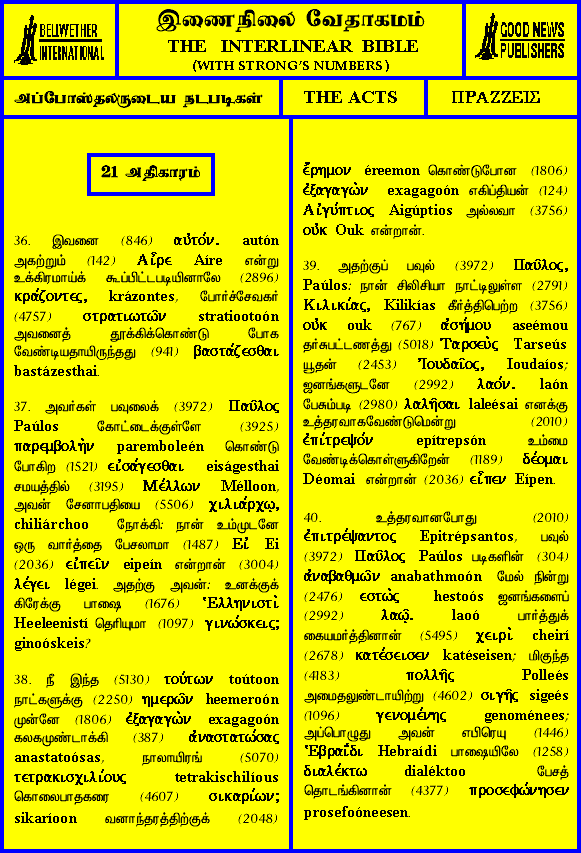 BELLWETHER
INTERNATIONAL
இணைநிலை வேதாகமம்
THE INTERLINEAR BIBLE
(WITH STRONG'S NUMBERS)
GOOD NEWS
PUBLISHERS
அப்போஸ்தலருடைய நடபடிகள்
THE ACTS
ΠΡΑΖΖΕΙΣ
21 அதிகாரம்
36. இவனை (846) αὐτόν. autón
அகற்றும் (142) Αἶρε Aíre என்று
உக்கிரமாய்க் கூப்பிட்டபடியினாலே (2896)
κράζοντες, krázontes, போர்ச்சேவகர்
(4757) στρατιωτῶν stratiootoón
அவனைத் தூக்கிக்கொண்டு போக
வேண்டியதாயிருந்தது (941) βαστάζεσθαι
bastázesthai.
37. அவர்கள் பவுலைக் (3972) Παῦλος
Paúlos கோட்டைக்குள்ளே (3925)
παρεμβολὴν paremboleén கொண்டு
போகிற (1521) εἰσάγεσθαι eiságesthai
சமயத்தில் (3195) Μέλλων Mélloon,
அவன் சேனாபதியை (5506) χιλιάρχῳ,
chiliárchoo நோக்கி: நான் உம்முடனே
ஒரு வார்த்தை பேசலாமா (1487) Εἰ Ei
(2036) εἰπεῖν eipeín என்றான் (3004)
λέγει légei. அதற்கு அவன்: உனக்குக்
கிரேக்கு பாஷை (1676) Ἑλληνιστὶ
Heeleenistí தெரியுமா (1097) γινώσκεις;
ginoóskeis?
38. நீ இந்த (5130) τούτων toútoon
நாட்களுக்கு (2250) ημερῶν heemeroón
முன்னே (1806) ἐξαγαγὼν exagagoón
கலகமுண்டாக்கி (387) ἀναστατώσας
anastatoósas, நாலாயிரங் (5070)
τετρακισχιλίους tetrakischilíous
கொலைபாதகரை (4607) σικαρίων;
sikaríoon வனாந்தரத்திற்குக் (2048)
ἔρημον éreemon கொண்டுபோன (1806)
ἐξαγαγὼν exagagoón எகிப்தியன் (124)
Αἰγύπτιος Aigúptios அல்லவா (3756)
οὐκ Ouk என்றான்.
39. அதற்குப் பவுல் (3972) Παῦλος,
Paúlos: நான் சிலிசியா நாட்டிலுள்ள (2791)
Κιλικίας, Kilikías கீர்த்திபெற்ற (3756)
οὐκ ouk (767) ἀσήμου aseémou
தர்சுபட்டணத்து (5018) Ταρσεὺς Tarseús
யூதன் (2453) Ἰουδαῖος, Ioudaíos;
ஜனங்களுடனே (2992) λαόν. laón
பேசும்படி (2980) λαλῆσαι laleésai எனக்கு
உத்தரவாகவேண்டுமென்று (2010)
ἐπίτρεψόν epítrepsón உம்மை
வேண்டிக்கொள்ளுகிறேன் (1189) δέομαι
Déomai என்றான் (2036) εἶπεν Eípen.
40. உத்தரவானபோது (2010)
ἐπιτρέψαντος Epitrépsantos, பவுல்
(3972) Παῦλος Paúlos படிகளின் (304)
ἀναβαθμῶν anabathmoón மேல் நின்று
(2476) εστὼς hestoós ஜனங்களைப்
(2992) λαῷ. laoó பார்த்துக்
கையமர்த்தினான் (5495) χειρὶ cheirí
(2678) κατέσεισεν katéseisen; மிகுந்த
(4183) πολλῆς Polleés
அமைதலுண்டாயிற்று (4602) σιγῆς sigeés
(1096) γενομένης genoménees;
அப்பொழுது அவன் எபிரெயு (1446)
Ἑβραΐδι Hebraídi பாஷையிலே (1258)
διαλέκτω dialéktoo பேசத்
தொடங்கினான் (4377) προσεφώνησεν
prosefoóneesen.